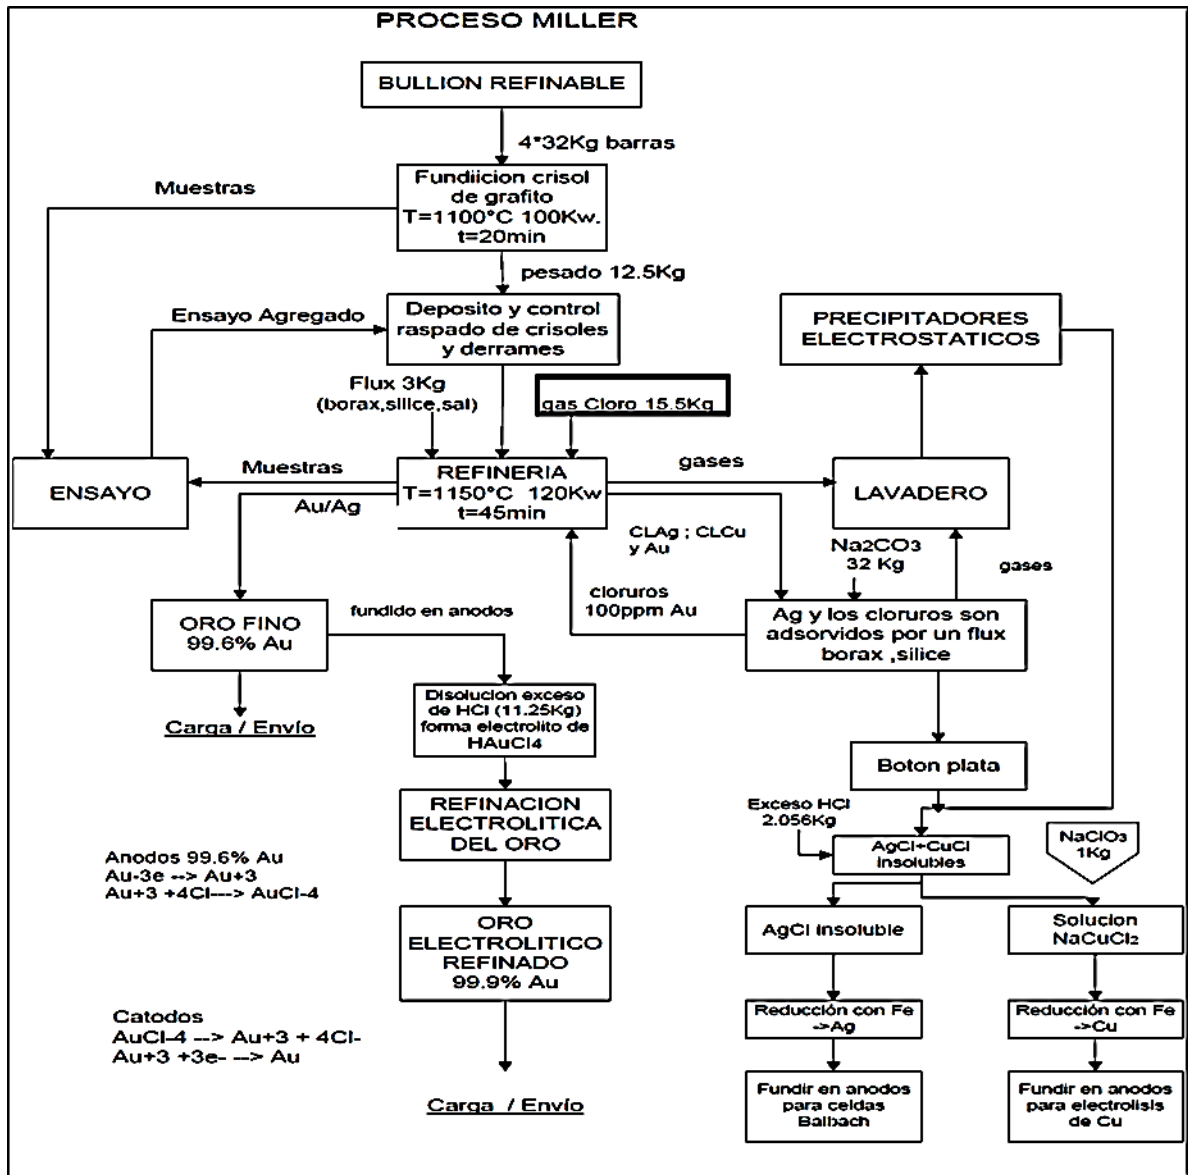 PROCESO MILLER
BULLION REFINABLE
4*32Kg barras
Muestras
Fundiicion crisol
de grafito
T=1100°C 100Kw.
t=20min
pesado 12.5Kg
Ensayo Agregado
Deposito y control
raspado de crisoles
y derrames
PRECIPITADORES
ELECTROSTATICOS
Flux 3Kg
(borax,silice,sal)
gas Cloro 15.5Kg
ENSAYO
Muestras
REFINERIA
T=1150°C 120Kw
t=45min
gases
LAVADERO
Au/Ag
CLAg ; CLCu
y Au
Na2CO3
32 Kg
gases
cloruros
100ppm Au
ORO FINO
99.6% Au
fundido en anodos
Ag y los cloruros son
adsorvidos por un flux
borax ,silice
Carga / Envío
Disolucion exceso
de HCl (11.25Kg)
forma electrolito de
HAuCl4
Boton plata
REFINACION
ELECTROLITICA
DEL ORO
Exceso HCl
2.056Kg
AgCl+CuCl
insolubles
NaClO3
1Kg
Anodos 99.6% Au
Au-3e --> Au+3
Au+3 +4Cl---> AuCl-4
ORO
ELECTROLITICO
REFINADO
99.9% Au
AgCl insoluble
Solucion
NaCuCl2
Catodos
AuCl-4 --> Au+3 + 4Cl-
Au+3 +3e- --> Au
Reducción con Fe
->Ag
Reducción con Fe
->Cu
Carga / Envío
Fundir en anodos
para celdas
Balbach
Fundir en anodos
para electrolisis
de Cu